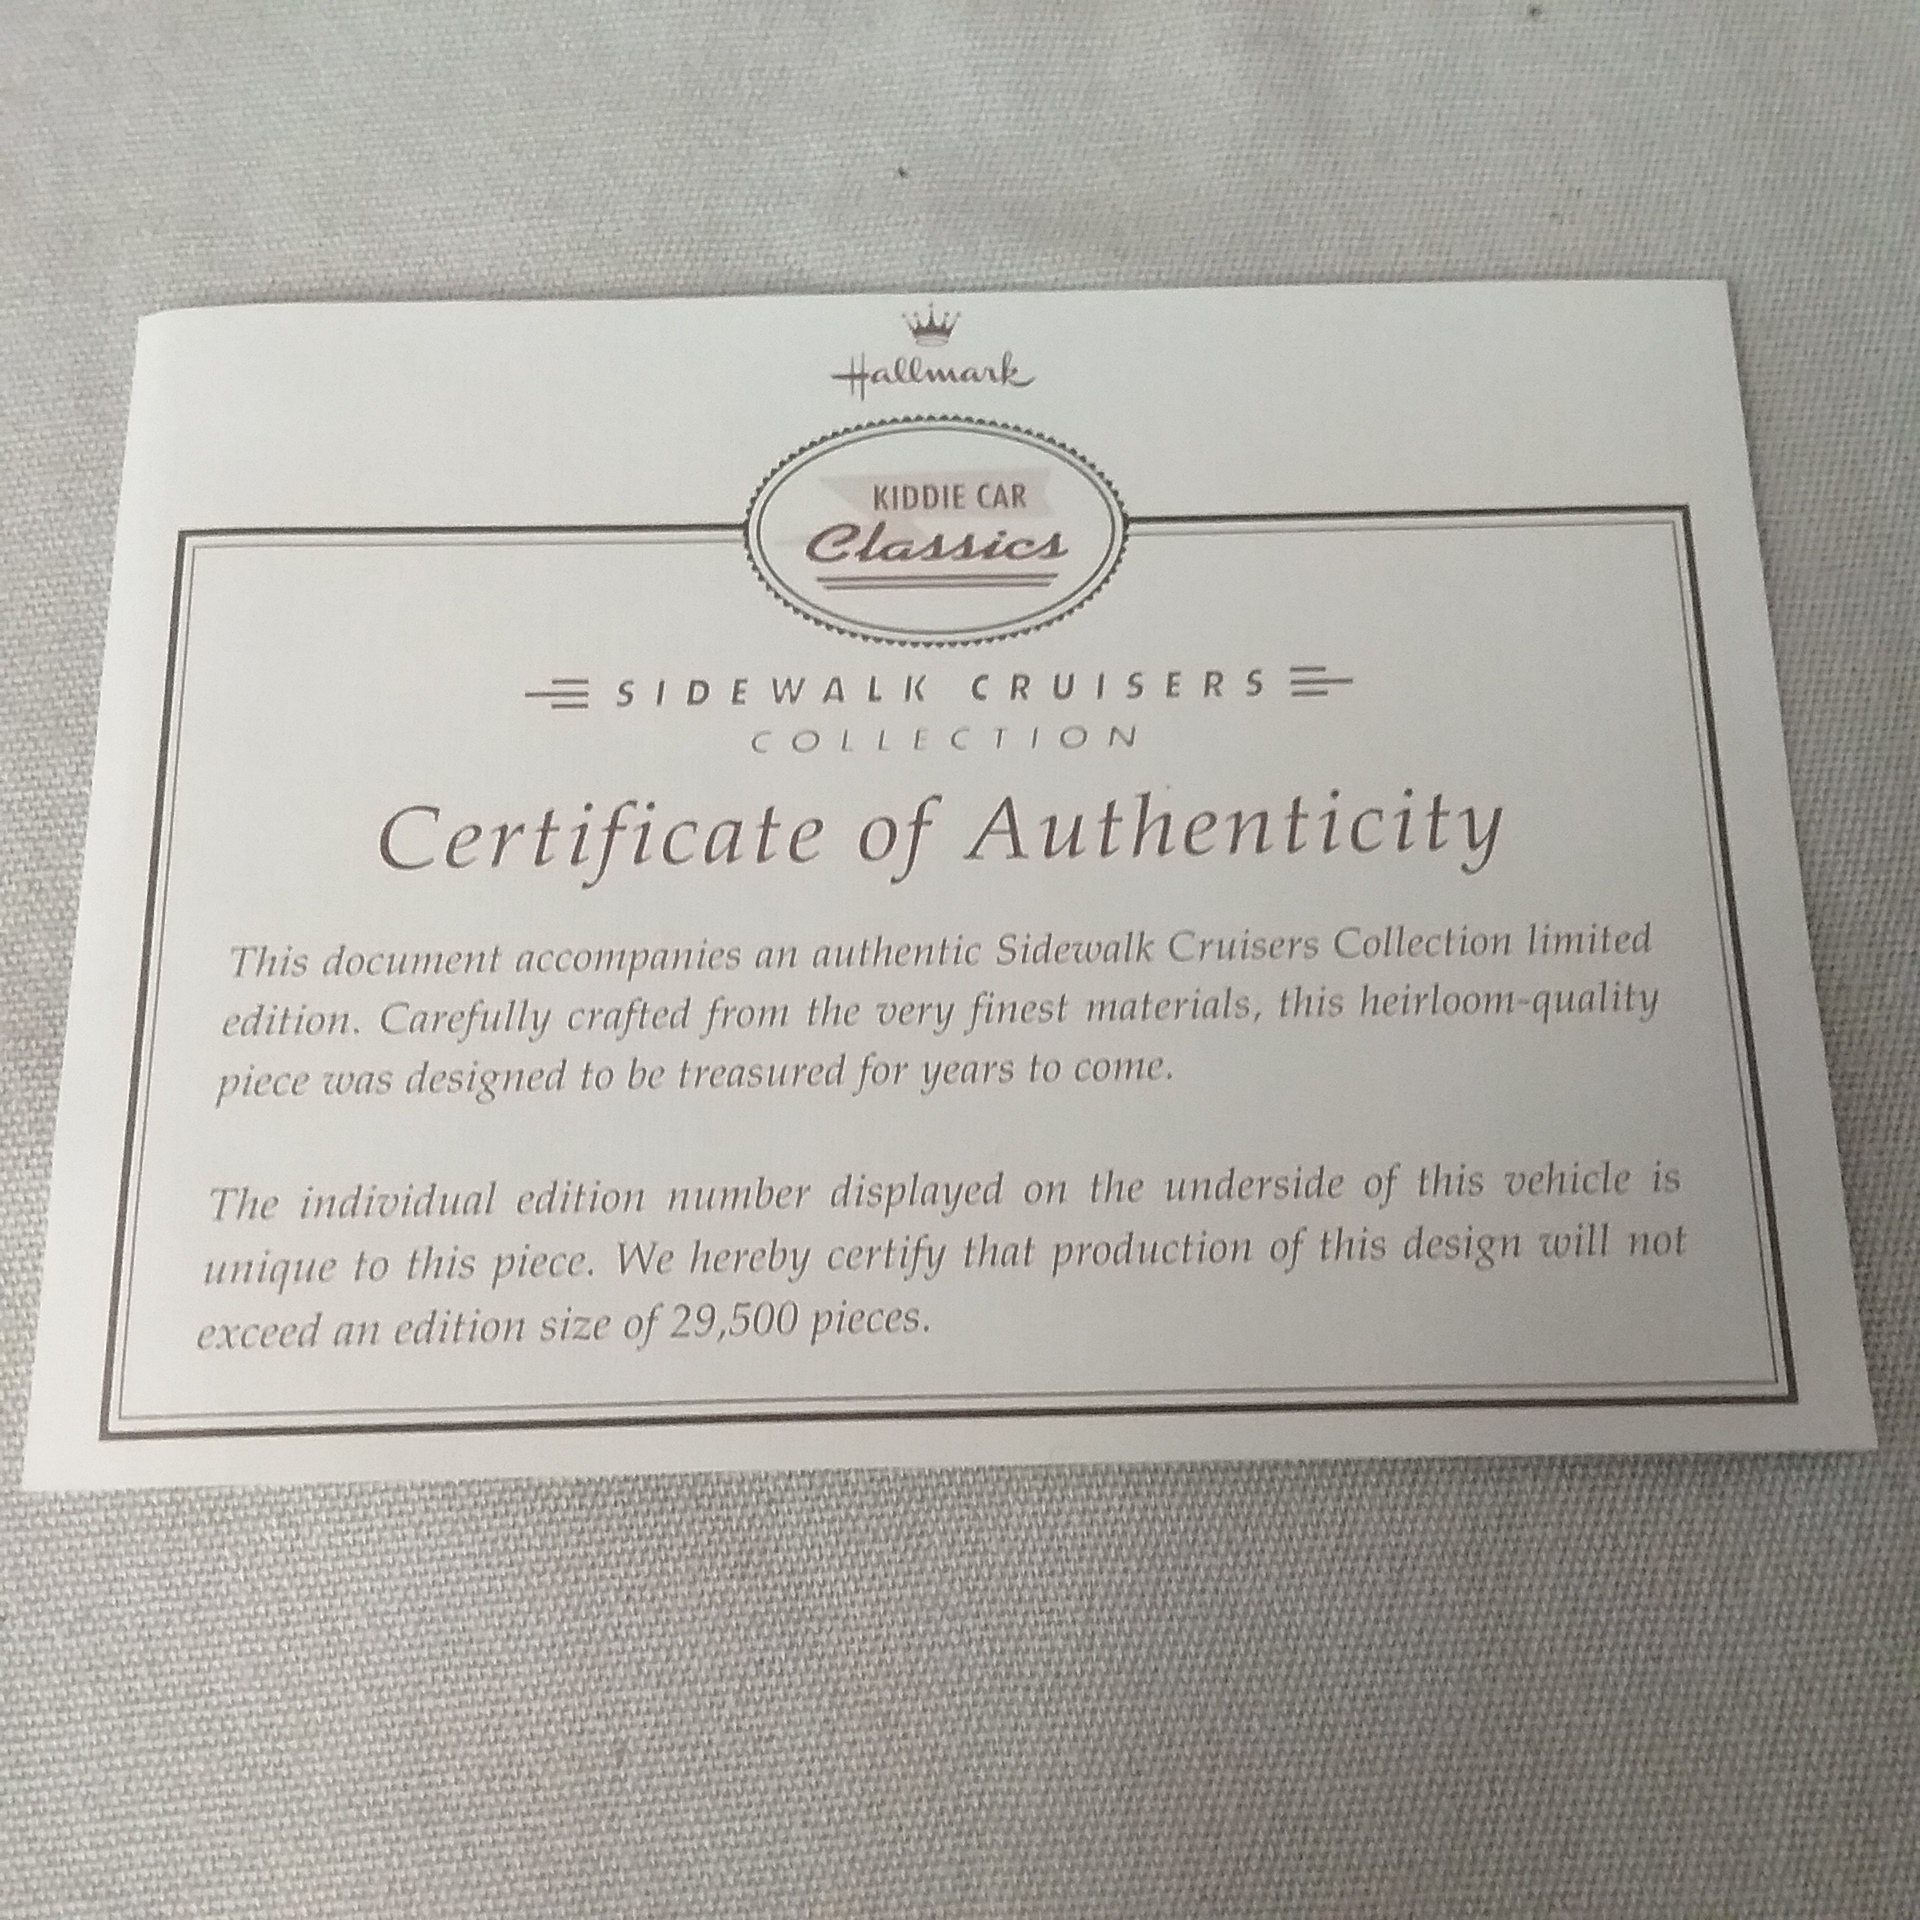 Hallmark
KIDDIE CAR
Classics
SIDEWALK CRUISERS
COLLECTION
Certificate of Authenticity
This document accompanies an authentic Sidewalk Cruisers Collection limited
edition. Carefully crafted from the very finest materials, this heirloom-quality
piece was designed to be treasured for years to come.
The individual edition number displayed on the underside of this vehicle is
unique to this piece. We hereby certify that production of this design will not
exceed an edition size of 29,500 pieces.